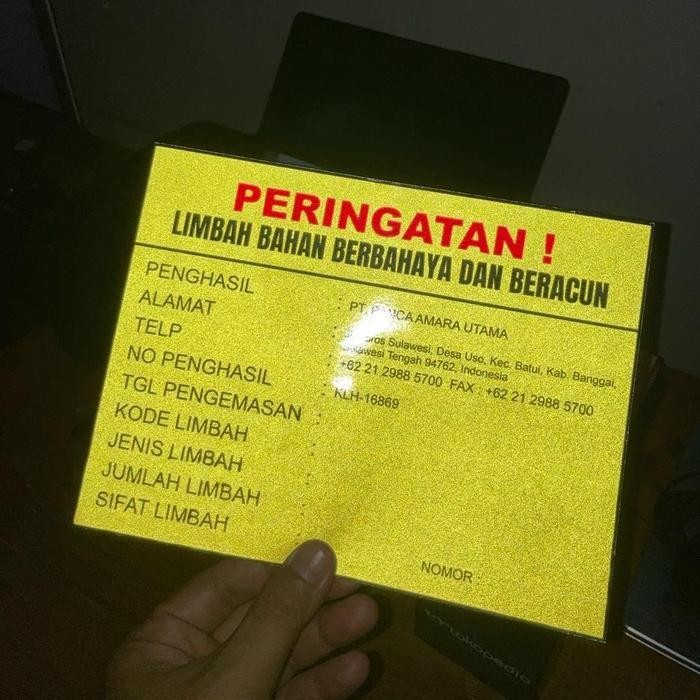 PERINGATAN !
LIMBAH BAHAN BERBAHAYA DAN BERACUN
PENGHASIL : PT. AMARA UTAMA
ALAMAT : Sulawesi, Desa Uso, Kec. Batui, Kab. Banggai,
Sulawesi Tengah 94762, Indonesia
TELP : +62 21 2988 5700 FAX : +62 21 2988 5700
NO PENGHASIL : KLH-16869
TGL PENGEMASAN :
KODE LIMBAH :
JENIS LIMBAH :
JUMLAH LIMBAH :
SIFAT LIMBAH :
NOMOR :
tokopedia